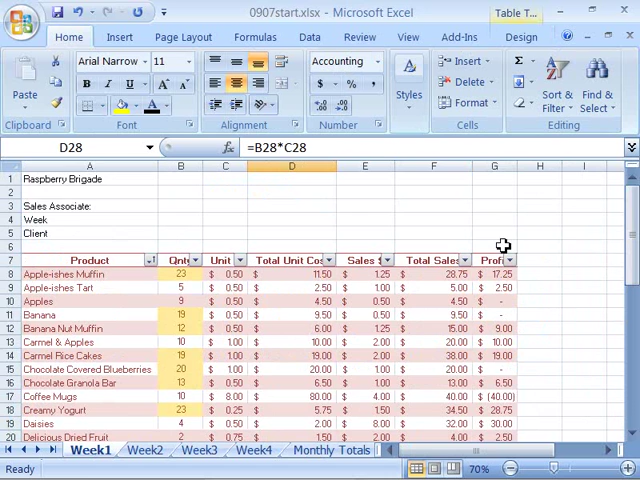 0907start.xlsx - Microsoft Excel
Table T...
Home Insert Page Layout Formulas Data Review View Add-Ins Design
Arial Narrow 11 Accounting Insert Σ
B I U A A $ % , Delete
Paste Styles Format Sort & Filter Find & Select
Clipboard Font Alignment Number Cells Editing
D28 fx =B28*C28
A B C D E F G H I
1 Raspberry Brigade
2
3 Sales Associate:
4 Week
5 Client
6
7 Product Qnty Unit Total Unit Cos Sales Total Sales Profi
8 Apple-ishes Muffin 23 $ 0.50 $ 11.50 $ 1.25 $ 28.75 $ 17.25
9 Apple-ishes Tart 5 $ 0.50 $ 2.50 $ 1.00 $ 5.00 $ 2.50
10 Apples 9 $ 0.50 $ 4.50 $ 0.50 $ 4.50 $ -
11 Banana 19 $ 0.50 $ 9.50 $ 0.50 $ 9.50 $ -
12 Banana Nut Muffin 12 $ 0.50 $ 6.00 $ 1.25 $ 15.00 $ 9.00
13 Carmel & Apples 10 $ 1.00 $ 10.00 $ 2.00 $ 20.00 $ 10.00
14 Carmel Rice Cakes 19 $ 1.00 $ 19.00 $ 2.00 $ 38.00 $ 19.00
15 Chocolate Covered Blueberries 20 $ 1.00 $ 20.00 $ 1.00 $ 20.00 $ -
16 Chocolate Granola Bar 13 $ 0.50 $ 6.50 $ 1.00 $ 13.00 $ 6.50
17 Coffee Mugs 10 $ 8.00 $ 80.00 $ 4.00 $ 40.00 $ (40.00)
18 Creamy Yogurt 23 $ 0.25 $ 5.75 $ 1.50 $ 34.50 $ 28.75
19 Daisies 4 $ 0.50 $ 2.00 $ 8.00 $ 32.00 $ 30.00
20 Delicious Dried Fruit 2 $ 0.75 $ 1.50 $ 2.00 $ 4.00 $ 2.50
Week1 Week2 Week3 Week4 Monthly Totals
Ready 70%